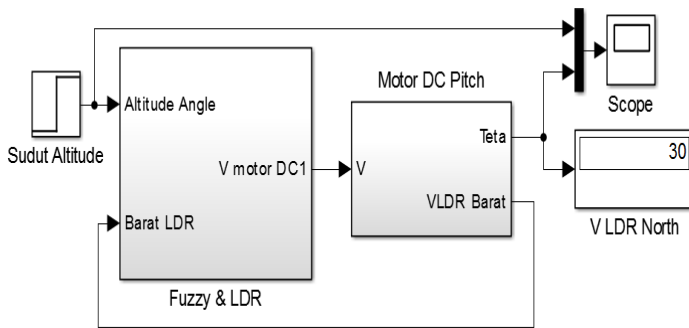 Motor DC Pitch
Scope
Altitude Angle
Sudut Altitude
Teta
30
V motor DC1
V
VLDR Barat
Barat LDR
V LDR North
Fuzzy & LDR